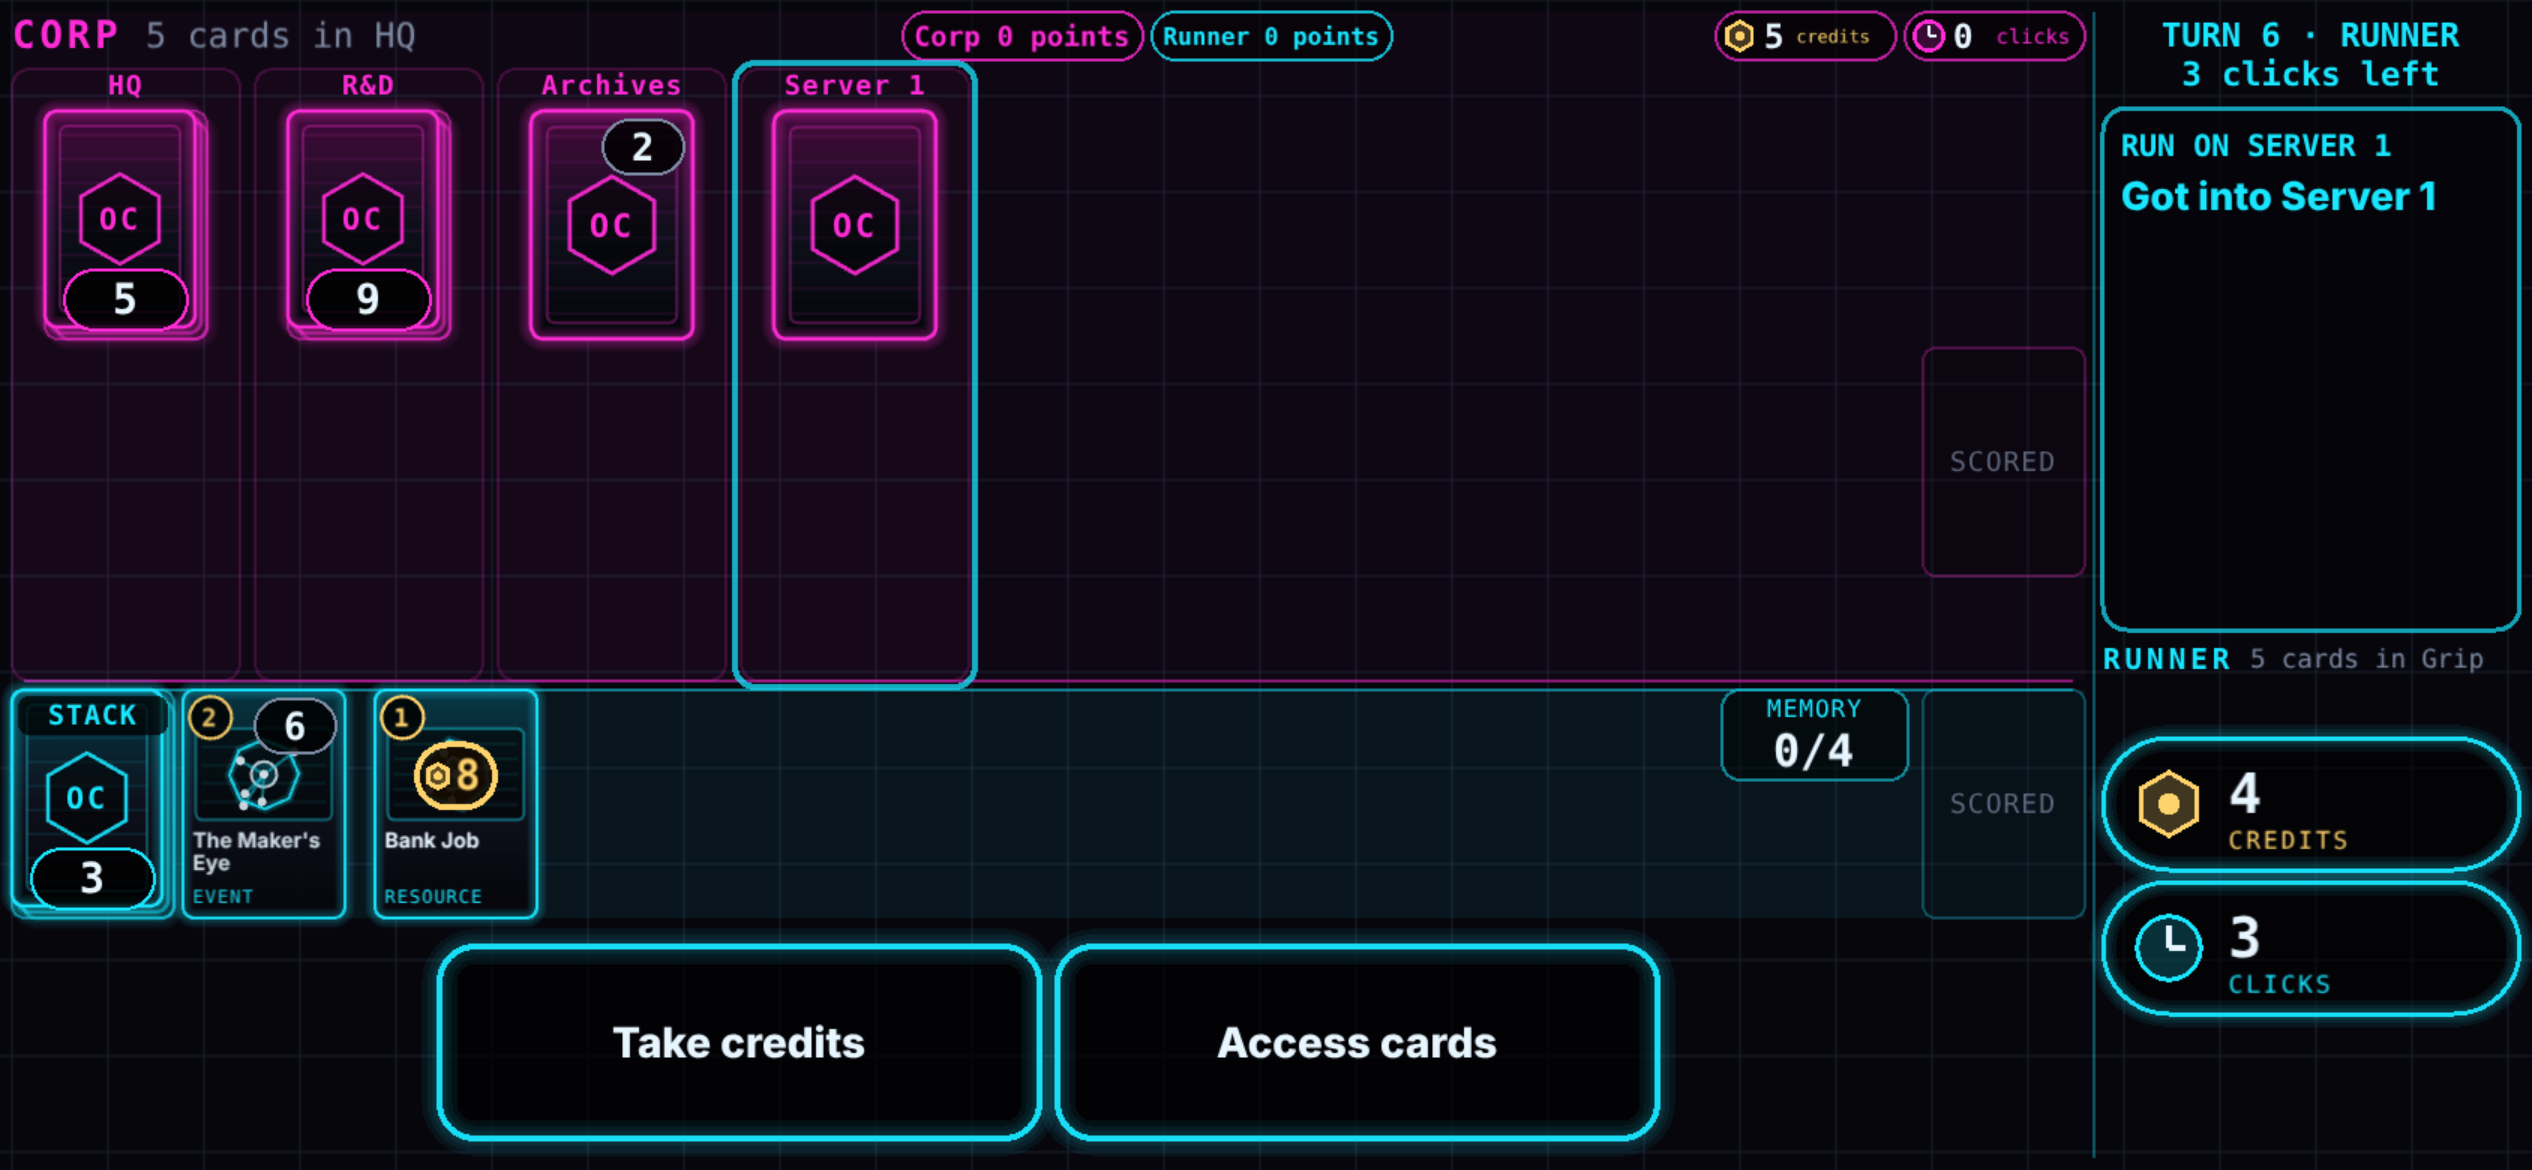 CORP 5 cards in HQ
Corp 0 points
Runner 0 points
5 credits
0 clicks
TURN 6 · RUNNER
3 clicks left
HQ
R&D
Archives
Server 1
OC
5
OC
9
2
OC
OC
RUN ON SERVER 1
Got into Server 1
SCORED
RUNNER 5 cards in Grip
STACK
OC
3
2
6
The Maker's
Eye
EVENT
1
8
Bank Job
RESOURCE
MEMORY
0/4
SCORED
4
CREDITS
3
CLICKS
Take credits
Access cards